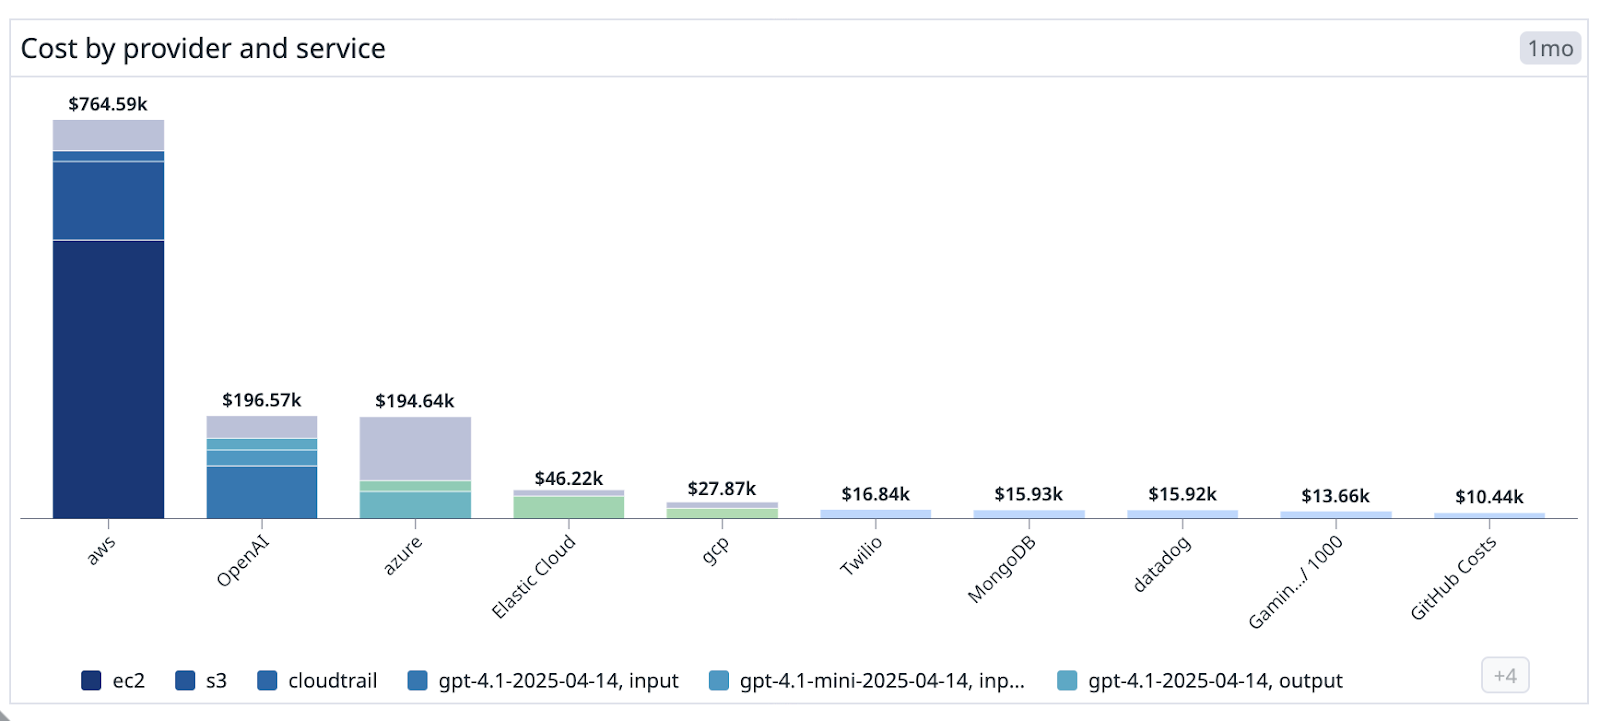 Cost by provider and service
1mo
$764.59k
$196.57k
$194.64k
$46.22k
$27.87k
$16.84k
$15.93k
$15.92k
$13.66k
$10.44k
aws
OpenAI
azure
Elastic Cloud
gcp
Twilio
MongoDB
datadog
Gamin.../ 1000
GitHub Costs
ec2
s3
cloudtrail
gpt-4.1-2025-04-14, input
gpt-4.1-mini-2025-04-14, inp...
gpt-4.1-2025-04-14, output
+4